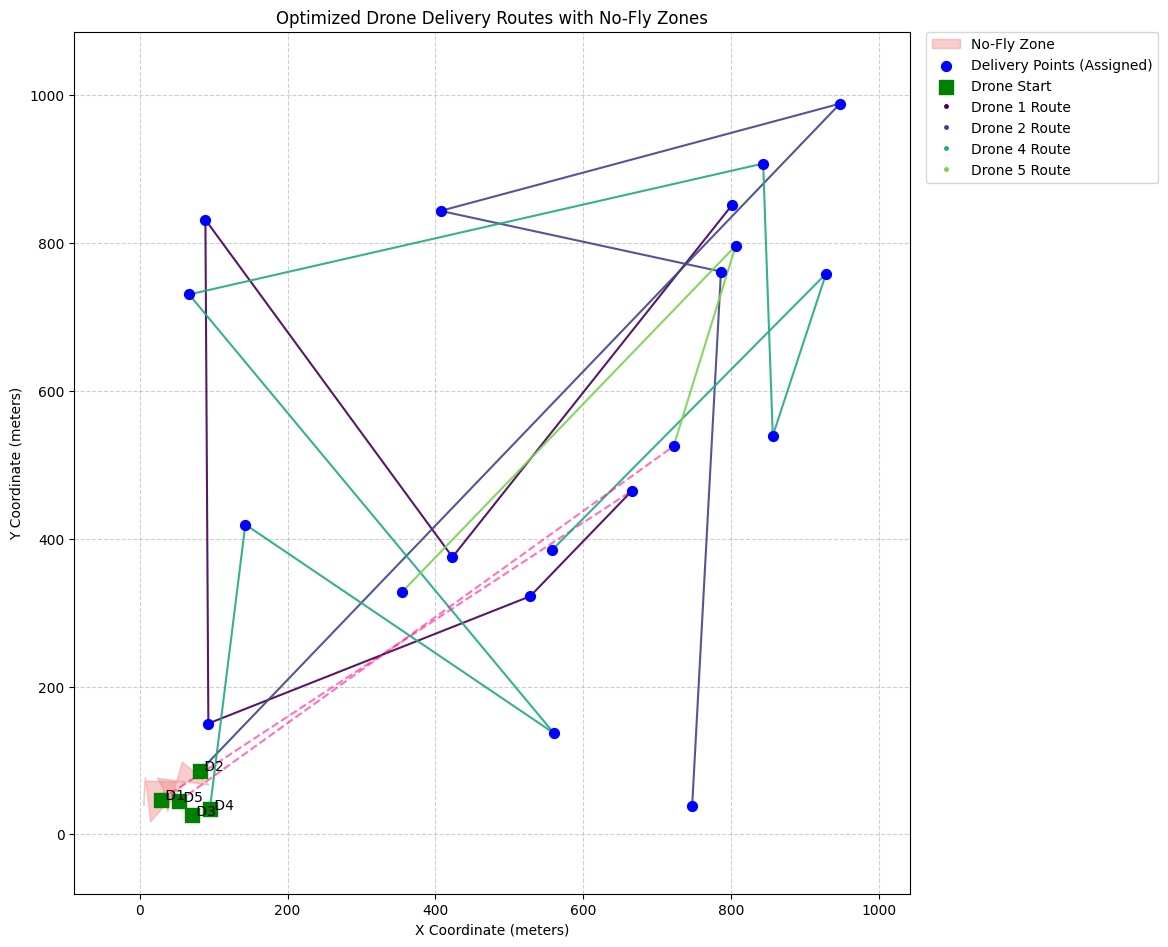 Optimized Drone Delivery Routes with No-Fly Zones
No-Fly Zone
Delivery Points (Assigned)
Drone Start
Drone 1 Route
Drone 2 Route
Drone 4 Route
Drone 5 Route
Y Coordinate (meters)
1000
800
600
400
200
0
D2
D1
D5
D4
D3
0
200
400
600
800
1000
X Coordinate (meters)